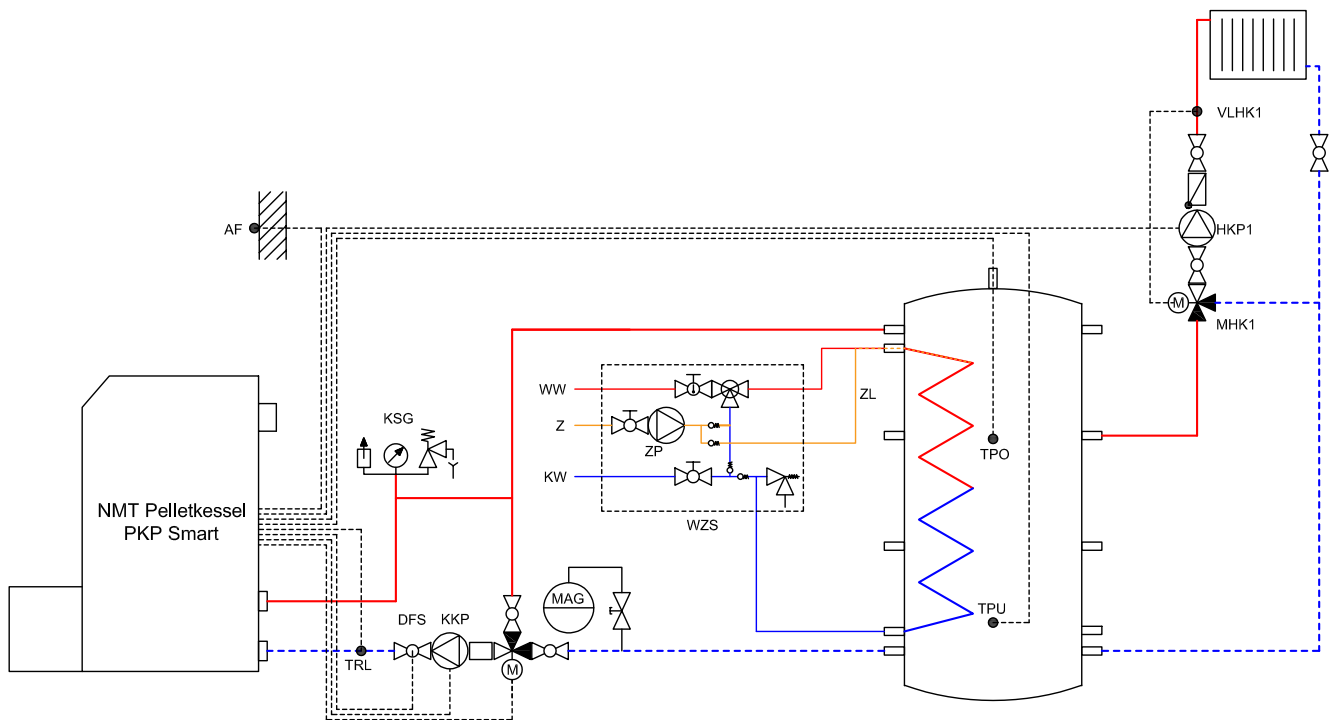 VLHK1
AF
HKP1
M
MHK1
WW
ZL
KSG
Z
ZP
TPO
KW
NMT Pelletkessel
PKP Smart
WZS
MAG
DFS
KKP
TPU
TRL
M